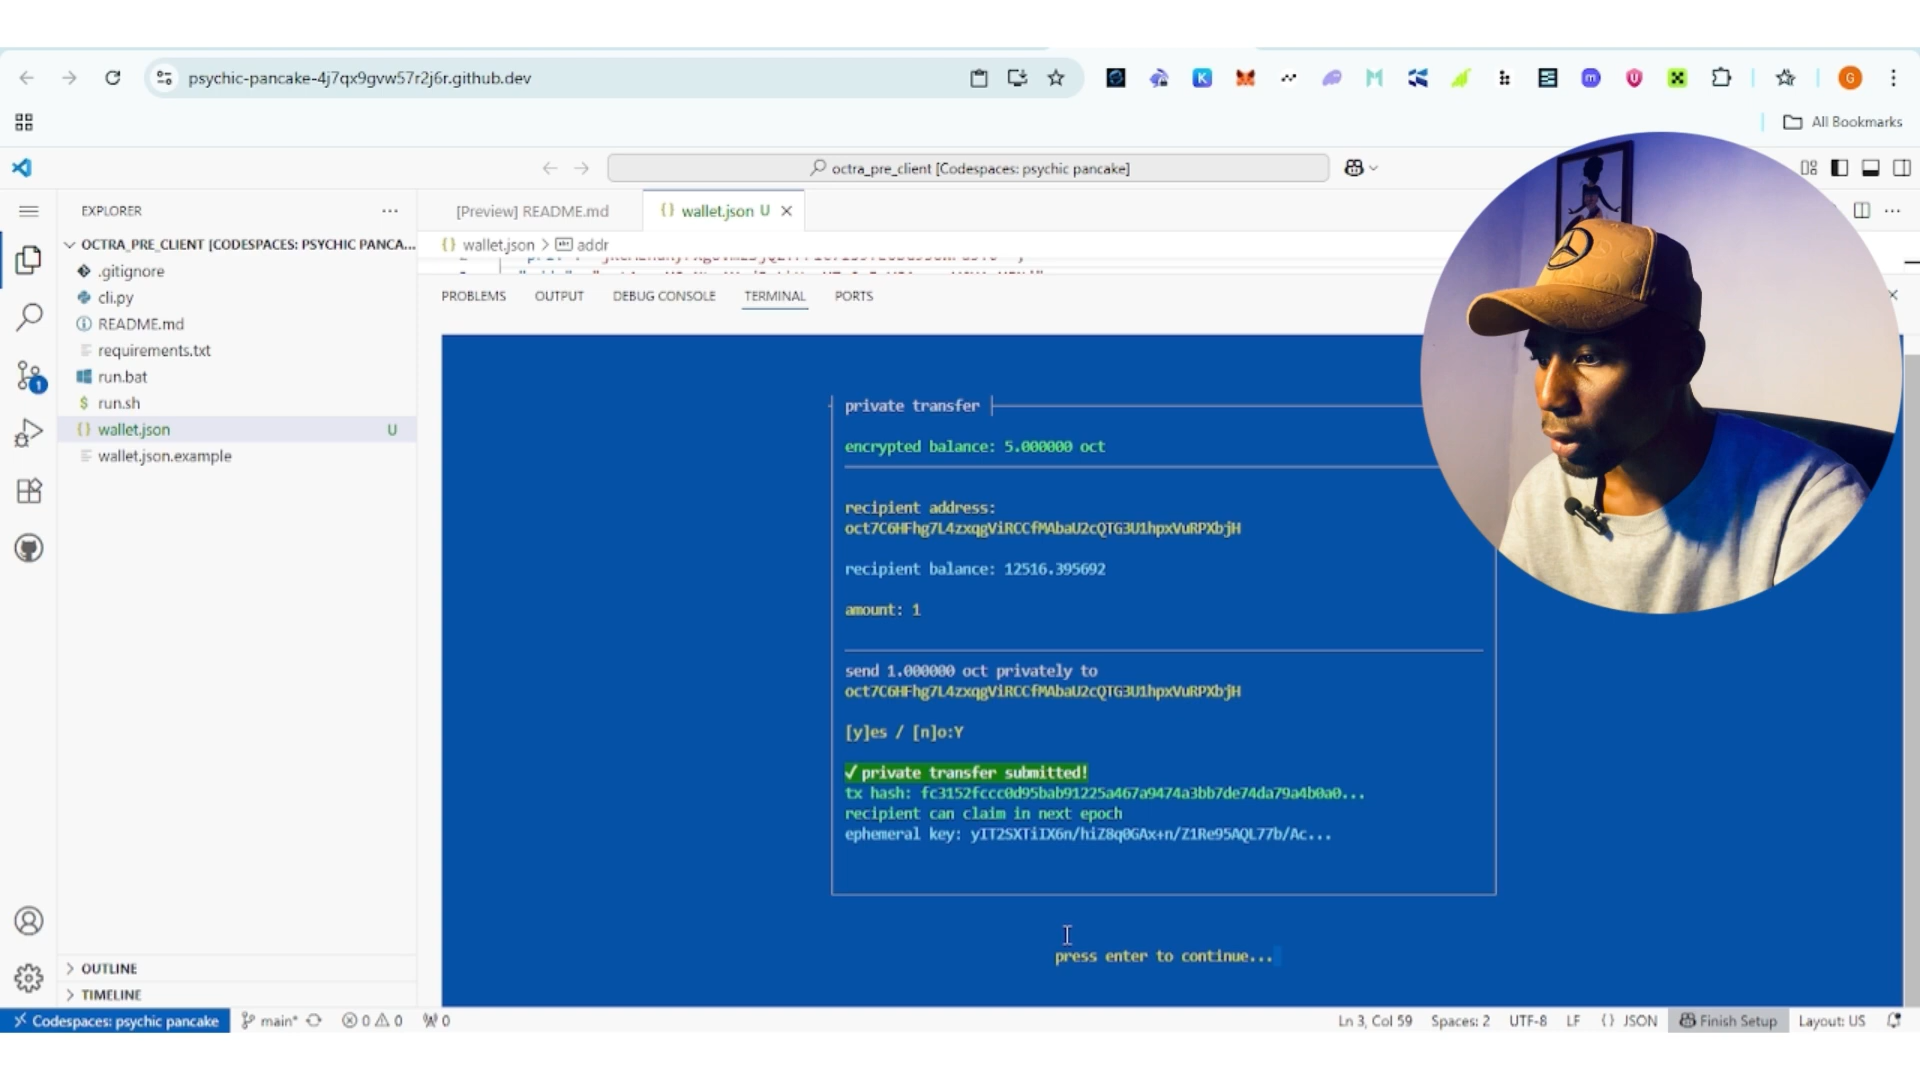 psychic-pancake-4j7qx9gvw57r2j6r.github.dev
G
All Bookmarks
octra_pre_client [Codespaces: psychic pancake]
EXPLORER
[Preview] README.md
{} wallet.json U
OCTRA_PRE_CLIENT [CODESPACES: PSYCHIC PANCA...
{} wallet.json > addr
.gitignore
cli.py
README.md
requirements.txt
run.bat
$ run.sh
{} wallet.json U
wallet.json.example
1
PROBLEMS OUTPUT DEBUG CONSOLE TERMINAL PORTS
private transfer
encrypted balance: 5.000000 oct
recipient address:
oct7C6HFhg7L4zxqgViRCCfMAbaU2cQTG3U1hpxVuRPXbjH
recipient balance: 12516.395692
amount: 1
send 1.000000 oct privately to
oct7C6HFhg7L4zxqgViRCCfMAbaU2cQTG3U1hpxVuRPXbjH
[y]es / [n]o:Y
✓ private transfer submitted!
tx hash: fc3152fccc0d95bab91225a467a9474a3bb7de74da79a4b0a0...
recipient can claim in next epoch
ephemeral key: yIT2SXTiIX6n/hiZ8q0GAx+n/Z1Re95AQL77b/Ac...
press enter to continue...
OUTLINE
TIMELINE
Codespaces: psychic pancake main* 0 0 0
Ln 3, Col 59 Spaces: 2 UTF-8 LF {} JSON Finish Setup Layout: US